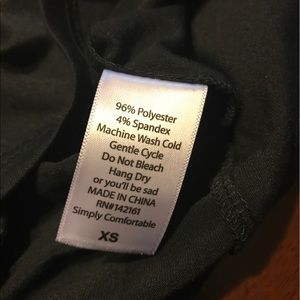 96% Polyester
4% Spandex
Machine Wash Cold
Gentle Cycle
Do Not Bleach
Hang Dry
or you'll be sad
MADE IN CHINA
RN#142161
Simply Comfortable
XS